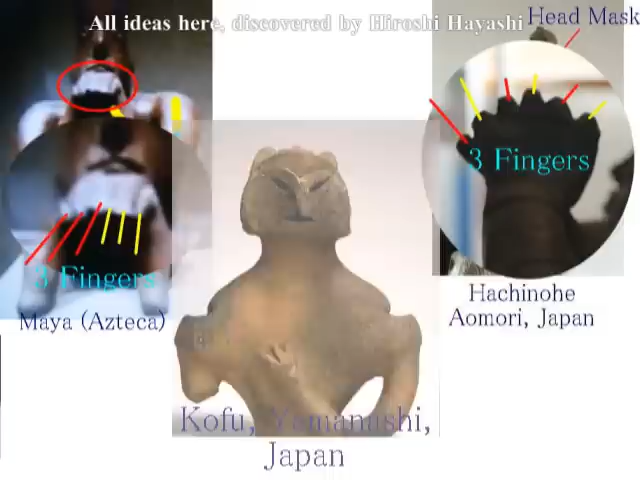 All ideas here, discovered by Hiroshi Hayashi
Head Mask
3 Fingers
3 Fingers
Hachinohe
Aomori, Japan
Maya (Azteca)
Kofu, Yamanashi,
Japan